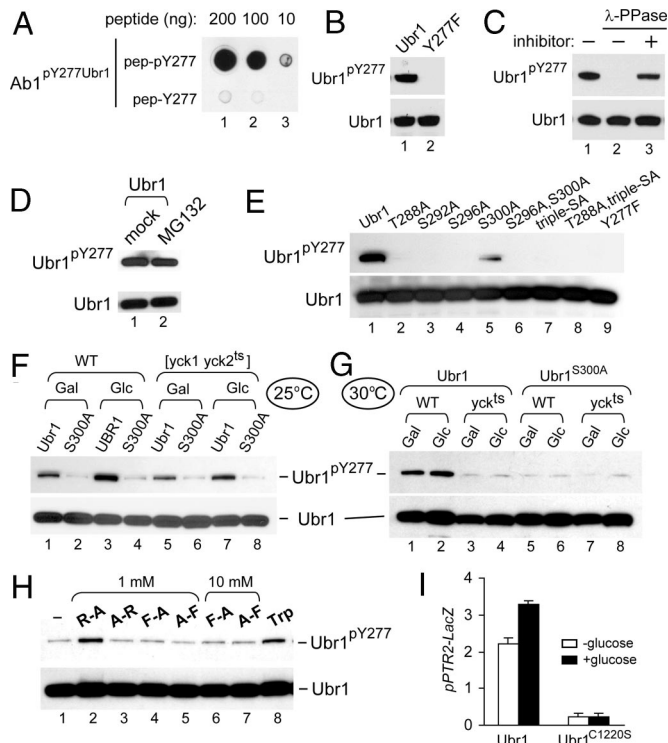 A
peptide (ng): 200 100 10
Ab1pY277Ubr1
pep-pY277
pep-Y277
1 2 3
B
Ubr1 Y277F
Ubr1pY277
Ubr1
1 2
C
λ-PPase
inhibitor: – – +
Ubr1pY277
Ubr1
1 2 3
D
Ubr1
mock MG132
Ubr1pY277
Ubr1
1 2
E
Ubr1 T288A S292A S296A S300A S296A,S300A triple-SA T288A,triple-SA Y277F
Ubr1pY277
Ubr1
1 2 3 4 5 6 7 8 9
F
WT [yck1 yck2ts]
Gal Glc Gal Glc
25°C
Ubr1 S300A UBR1 S300A Ubr1 S300A Ubr1 S300A
– Ubr1pY277 –
– Ubr1
1 2 3 4 5 6 7 8
G
30°C
Ubr1 Ubr1S300A
WT yckts WT yckts
Gal Glc Gal Glc Gal Glc Gal Glc
1 2 3 4 5 6 7 8
H
1 mM 10 mM
– R-A A-R F-A A-F F-A A-F Trp
– Ubr1pY277
– Ubr1
1 2 3 4 5 6 7 8
I
pPTR2-LacZ
4
3
2
1
0
-glucose
+glucose
Ubr1 Ubr1C1220S